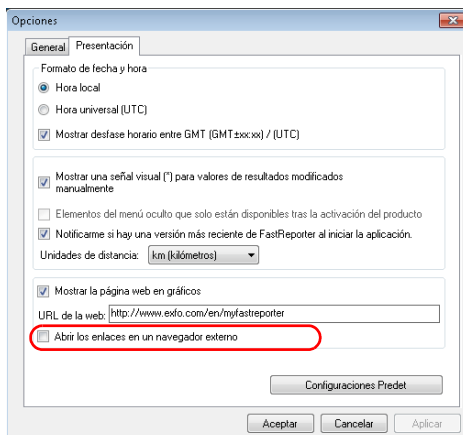 Opciones
General
Presentación
Formato de fecha y hora
Hora local
Hora universal (UTC)
Mostrar desfase horario entre GMT (GMT±xx:xx) / (UTC)
Mostrar una señal visual (*) para valores de resultados modificados
manualmente
Elementos del menú oculto que solo están disponibles tras la activación del producto
Notificarme si hay una versión más reciente de FastReporter al iniciar la aplicación.
Unidades de distancia: km (kilómetros)
Mostrar la página web en gráficos
URL de la web: http://www.exfo.com/en/myfastreporter
Abrir los enlaces en un navegador externo
Configuraciones Predet
Aceptar
Cancelar
Aplicar